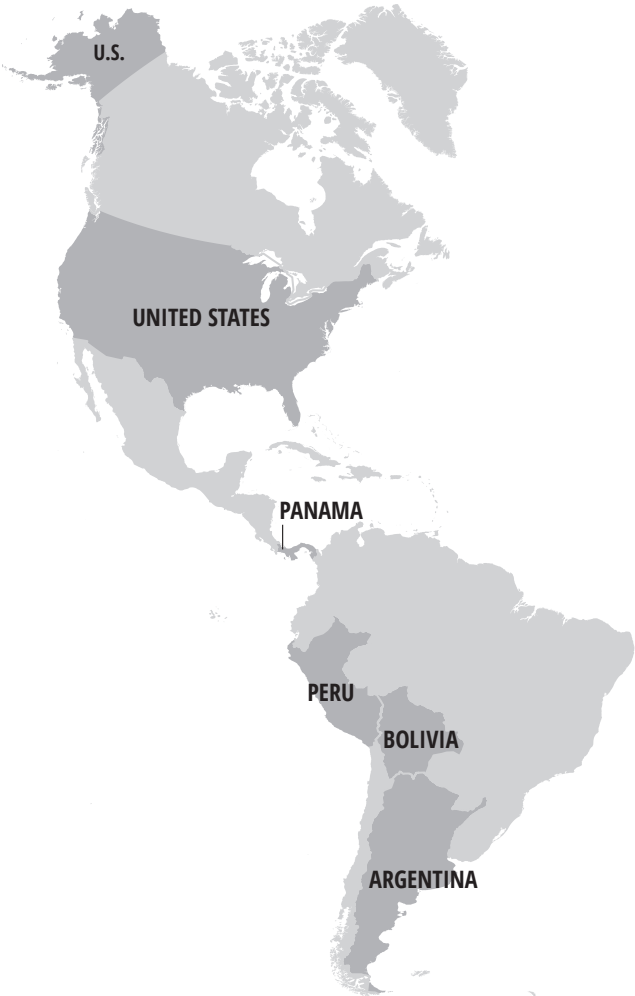 U.S.
UNITED STATES
PANAMA
PERU
BOLIVIA
ARGENTINA